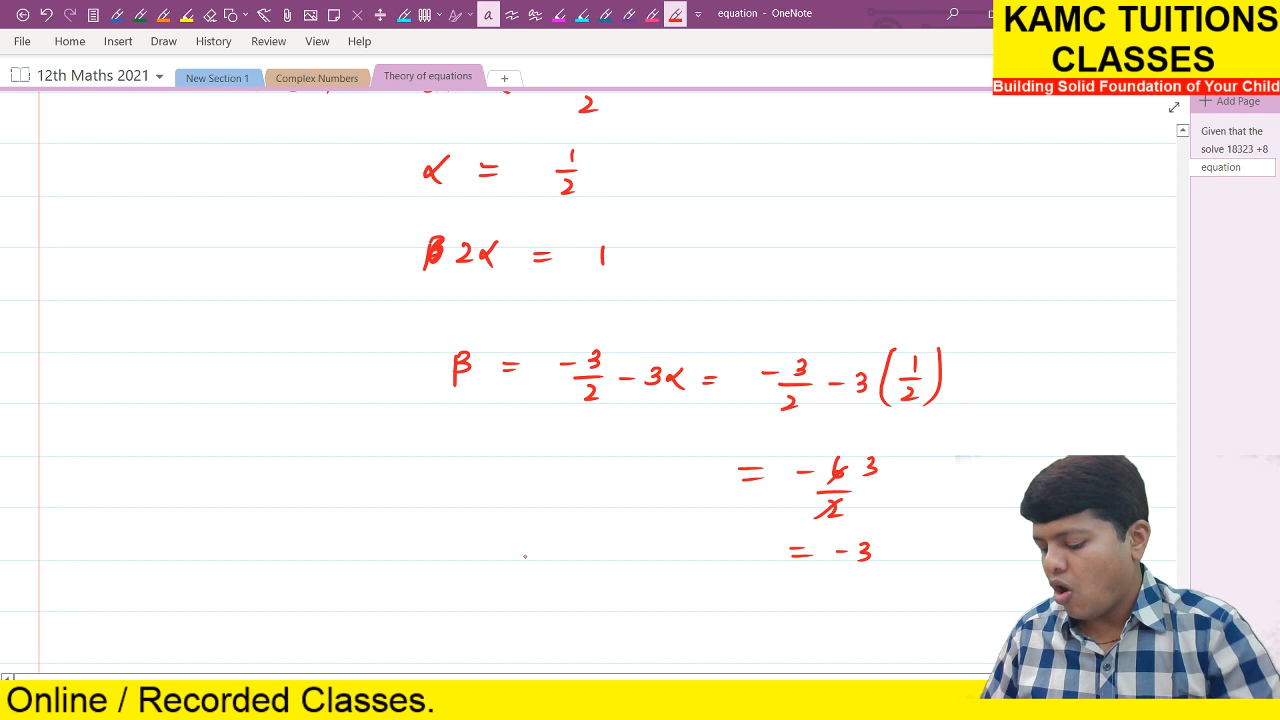 equation - OneNote
KAMC TUITIONS
CLASSES
Building Solid Foundation of Your Child
File Home Insert Draw History Review View Help
12th Maths 2021 New Section 1 Complex Numbers Theory of equations +
+ Add Page
Given that the
solve 18323 +8
equation
2
α = 1/2
β 2α = 1
β = -3/2 - 3α = -3/2 - 3(1/2)
= -6/2 3
= -3
Online / Recorded Classes.